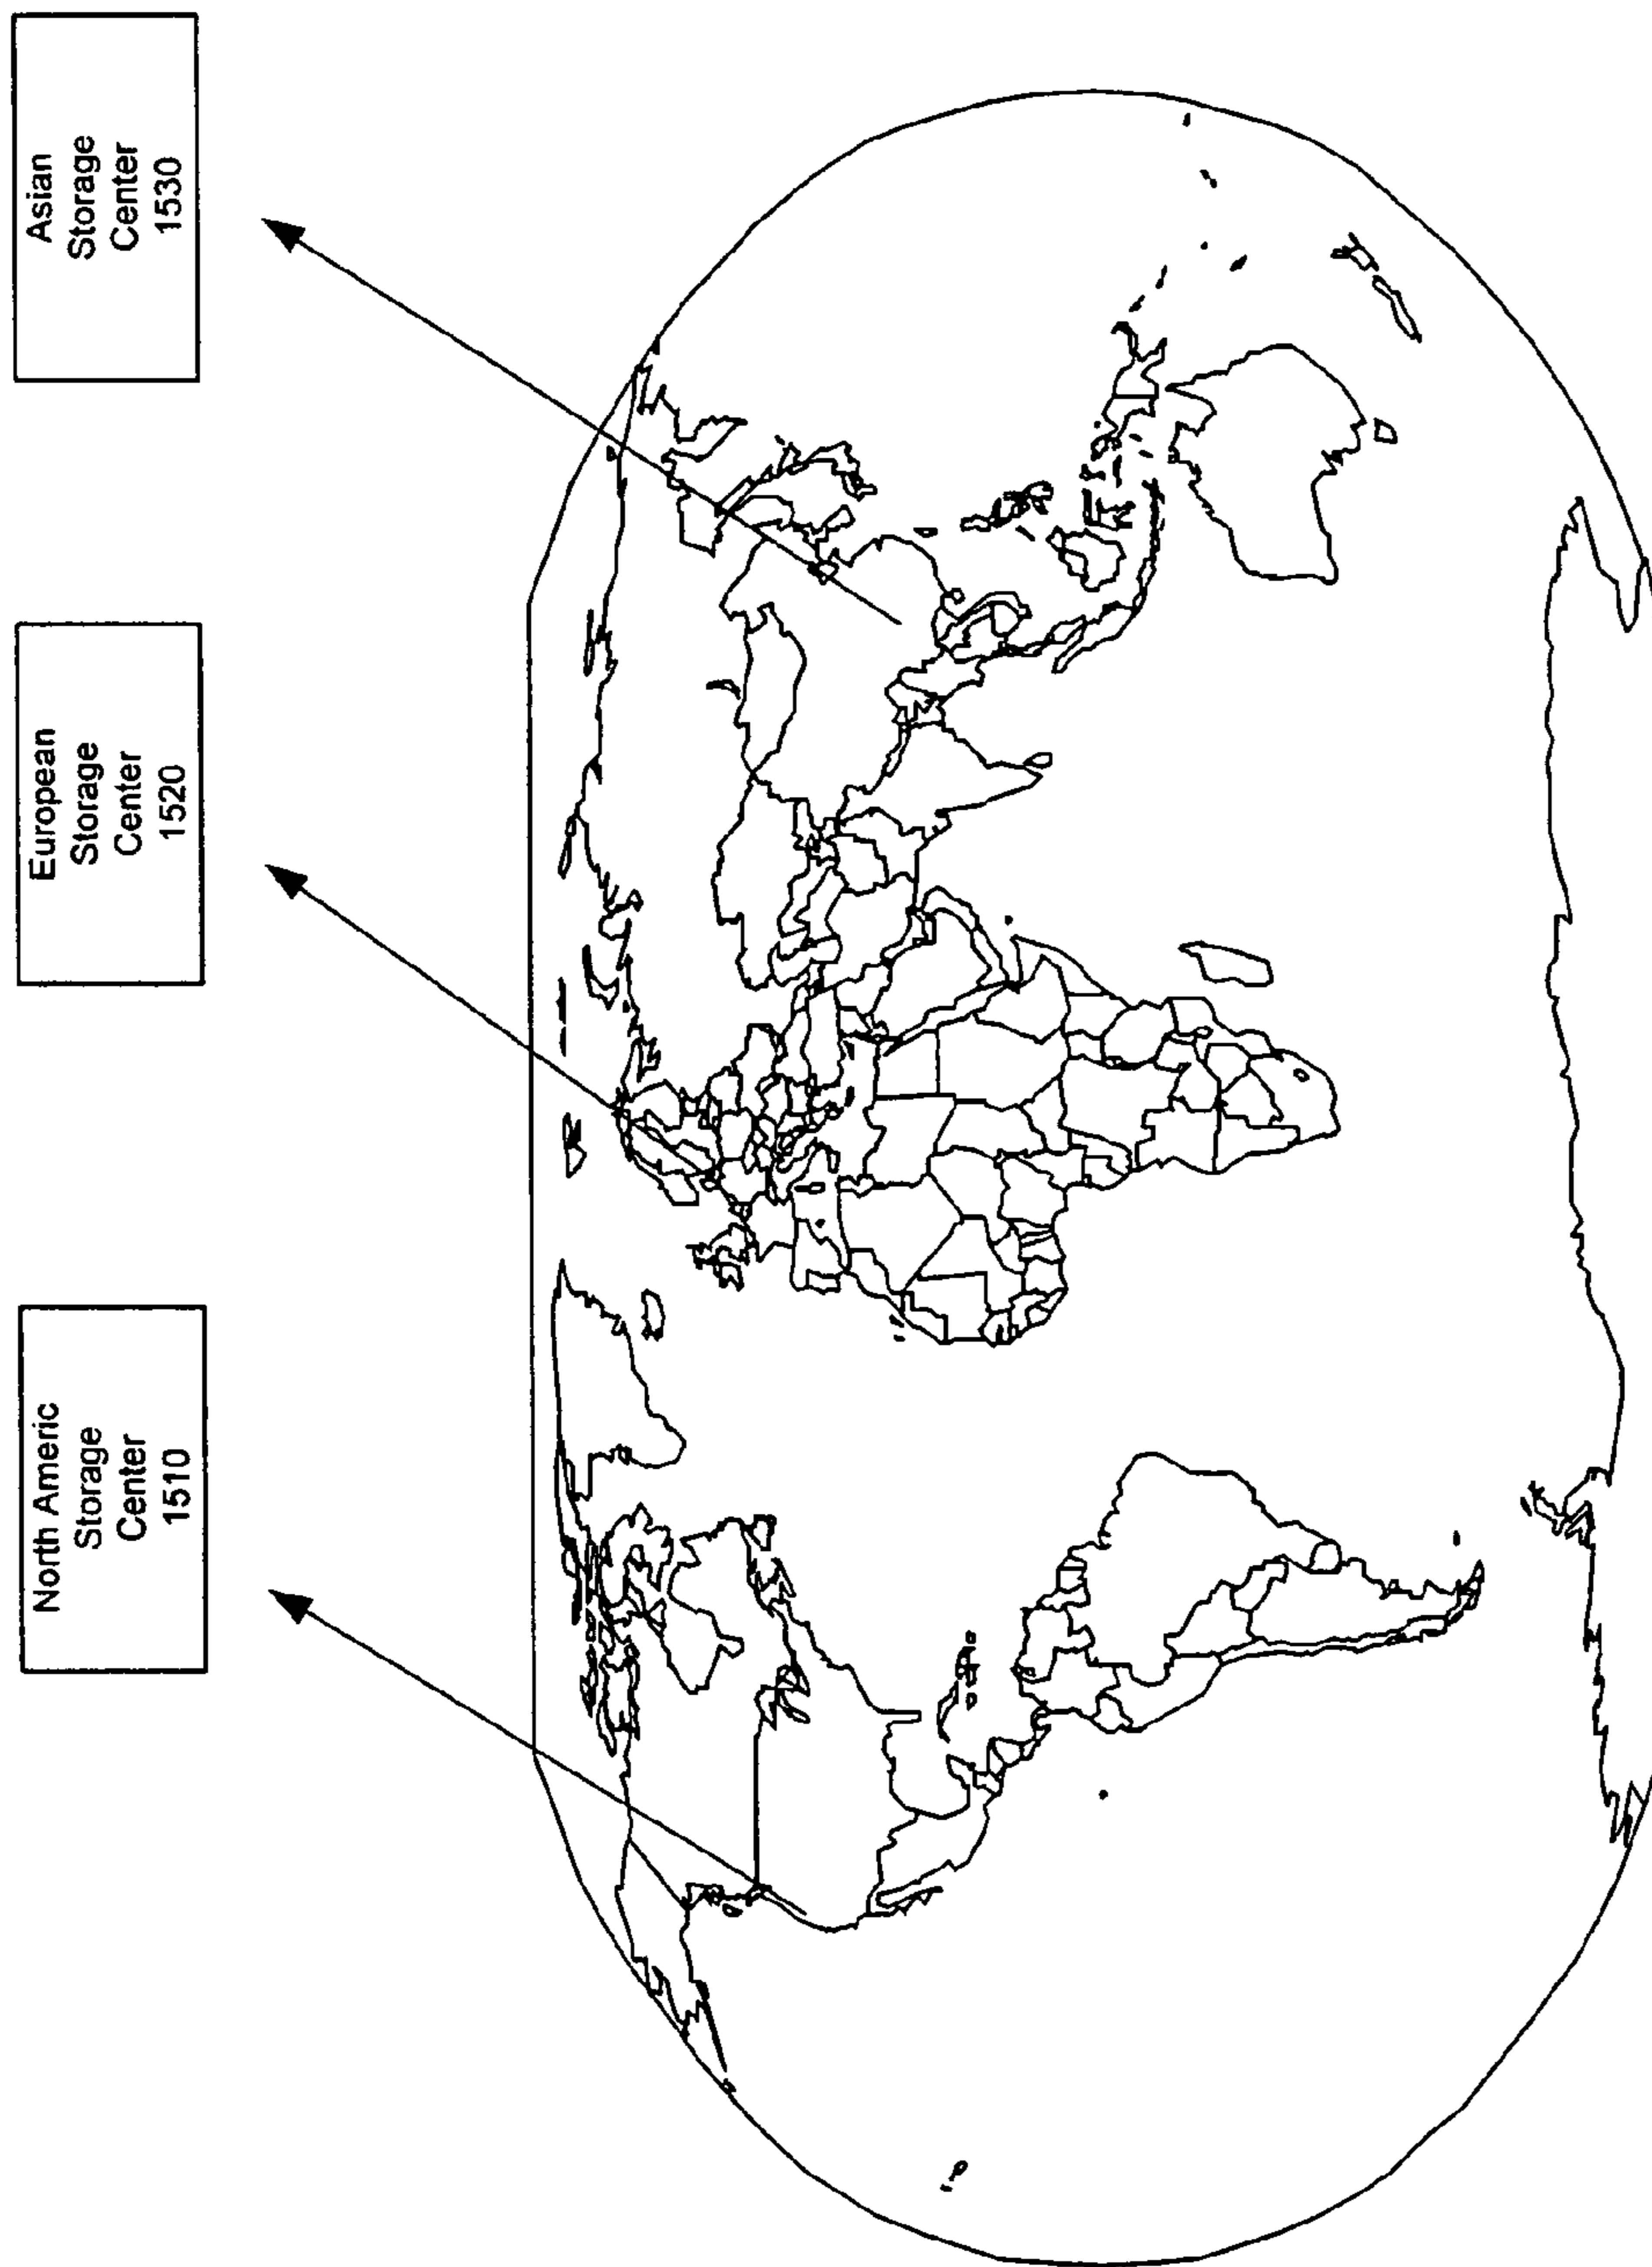 North Americ
Storage
Center
1510
European
Storage
Center
1520
Asian
Storage
Center
1530